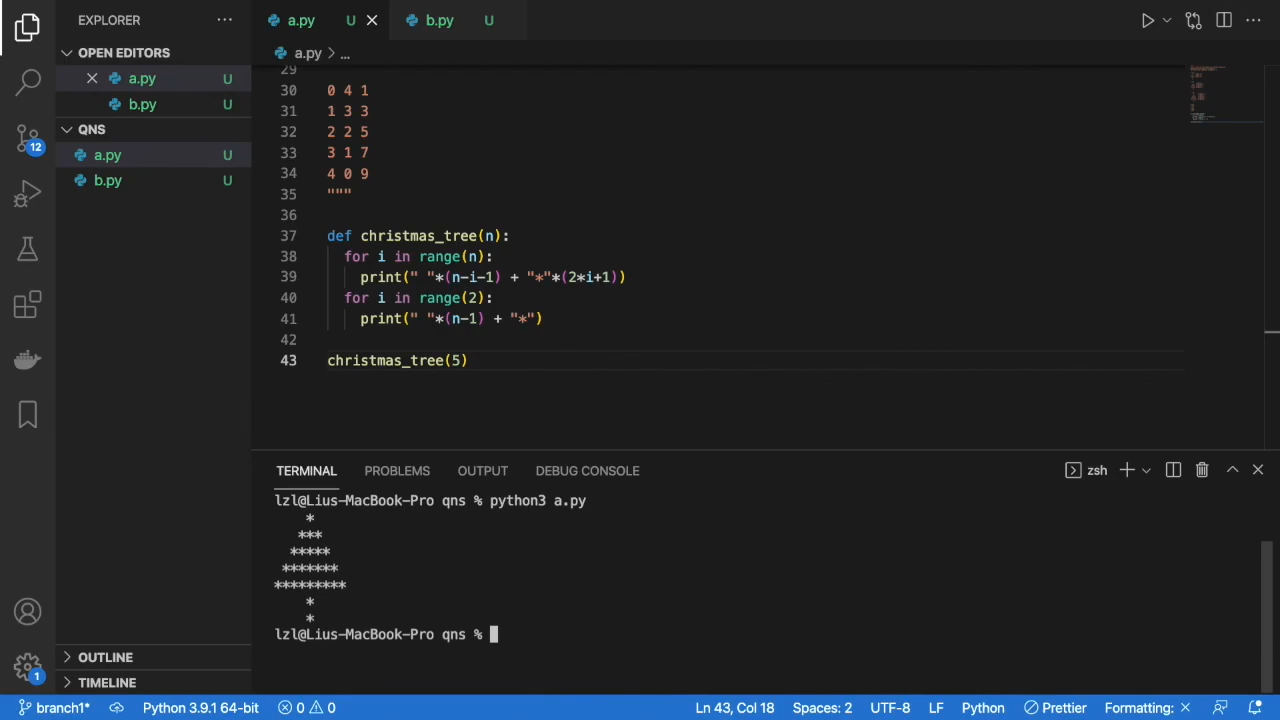 EXPLORER ...
a.py U
b.py U
OPEN EDITORS
a.py U
b.py U
QNS
a.py U
b.py U
OUTLINE
TIMELINE
12
1
a.py > ...
29
30 0 4 1
31 1 3 3
32 2 2 5
33 3 1 7
34 4 0 9
35 """
36
37 def christmas_tree(n):
38 for i in range(n):
39 print(" "*(n-i-1) + "*"*(2*i+1))
40 for i in range(2):
41 print(" "*(n-1) + "*")
42
43 christmas_tree(5)
TERMINAL PROBLEMS OUTPUT DEBUG CONSOLE zsh
lzl@Lius-MacBook-Pro qns % python3 a.py
*
***
*****
*******
*********
*
*
lzl@Lius-MacBook-Pro qns %
branch1* Python 3.9.1 64-bit 0 0 Ln 43, Col 18 Spaces: 2 UTF-8 LF Python Prettier Formatting: ×